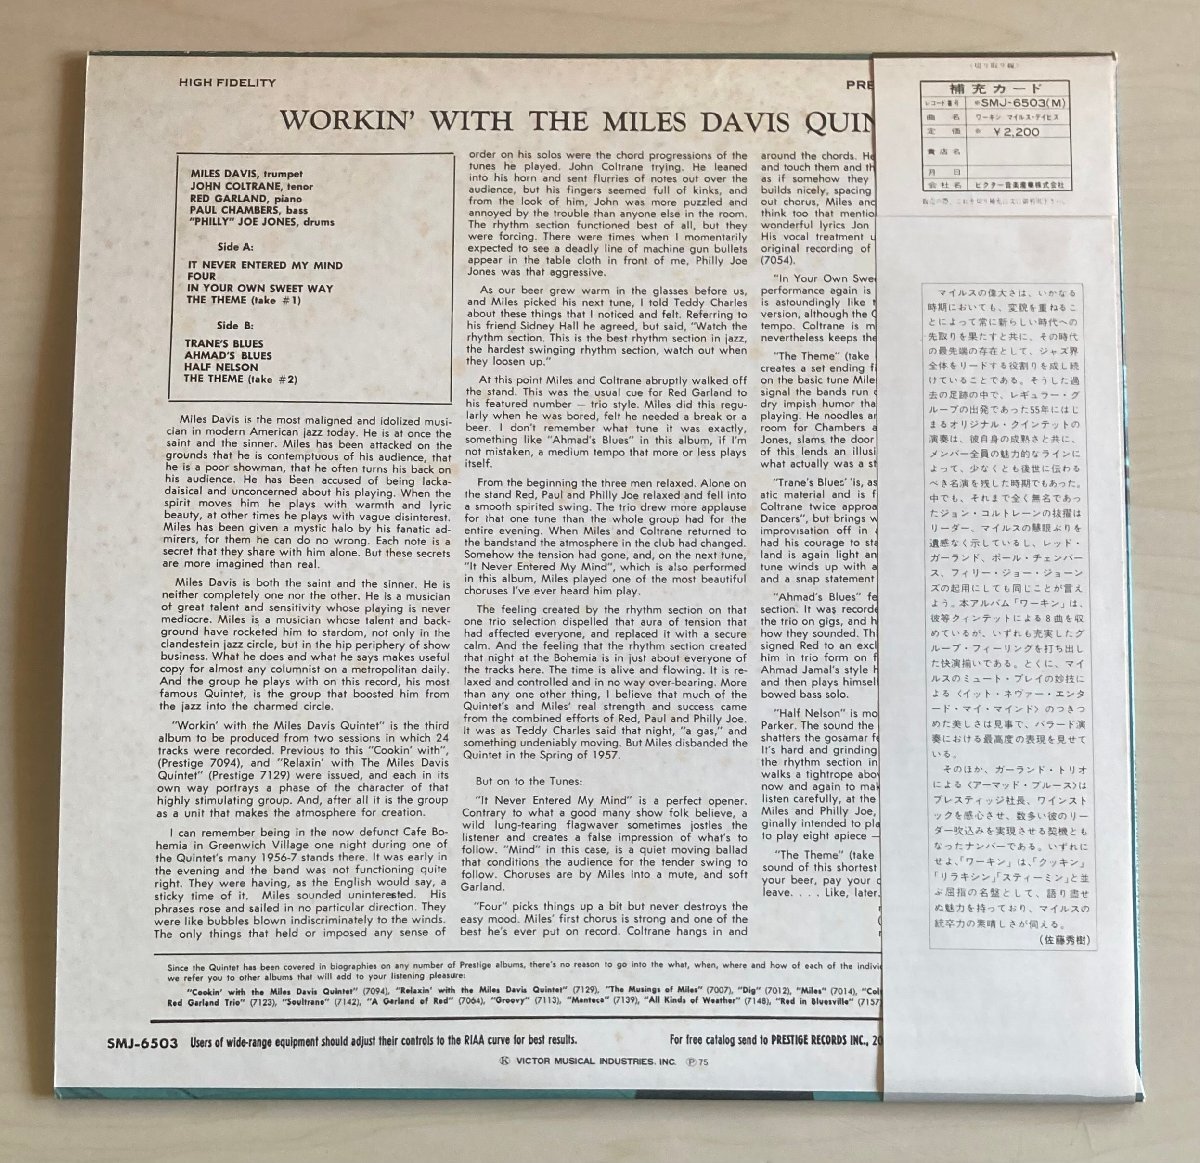 HIGH FIDELITY
PRE
WORKIN' WITH THE MILES DAVIS QUIN
MILES DAVIS, trumpet
JOHN COLTRANE, tenor
RED GARLAND, piano
PAUL CHAMBERS, bass
"PHILLY" JOE JONES, drums
Side A:
IT NEVER ENTERED MY MIND
FOUR
IN YOUR OWN SWEET WAY
THE THEME (take #1)
Side B:
TRANE'S BLUES
AHMAD'S BLUES
HALF NELSON
THE THEME (take #2)
Miles Davis is the most maligned and idolized musi-
cian in modern American jazz today. He is at once the
saint and the sinner. Miles has been attacked on the
grounds that he is contemptuous of his audience, that
he is a poor showman, that he often turns his back on
his audience. He has been accused of being lacka-
daisical and unconcerned about his playing. When the
spirit moves him he plays with warmth and lyric
beauty, at other times he plays with vague disinterest.
Miles has been given a mystic halo by his fanatic ad-
mirers, for them he can do no wrong. Each note is a
secret that they share with him alone. But these secrets
are more imagined than real.
Miles Davis is both the saint and the sinner. He is
neither completely one nor the other. He is a musician
of great talent and sensitivity whose playing is never
mediocre. Miles is a musician whose talent and back-
ground have rocketed him to stardom, not only in the
clandestein jazz circle, but in the hip periphery of show
business. What he does and what he says makes useful
copy for almost any columnist on a metropolitan daily.
And the group he plays with on this record, his most
famous Quintet, is the group that boosted him from
the jazz into the charmed circle.
"Workin' with the Miles Davis Quintet" is the third
album to be produced from two sessions in which 24
tracks were recorded. Previous to this "Cookin' with",
(Prestige 7094), and "Relaxin' with The Miles Davis
Quintet" (Prestige 7129) were issued, and each in its
own way portrays a phase of the character of that
highly stimulating group. And, after all it is the group
as a unit that makes the atmosphere for creation.
I can remember being in the now defunct Cafe Bo-
hemia in Greenwich Village one night during one of
the Quintet's many 1956-7 stands there. It was early in
the evening and the band was not functioning quite
right. They were having, as the English would say, a
sticky time of it. Miles sounded uninterested. His
phrases rose and sailed in no particular direction. They
were like bubbles blown indiscriminately to the winds.
The only things that held or imposed any sense of
order on his solos were the chord progressions of the
tunes he played. John Coltrane trying. He leaned
into his horn and sent flurries of notes out over the
audience, but his fingers seemed full of kinks, and
from the look of him, John was more puzzled and
annoyed by the trouble than anyone else in the room.
The rhythm section functioned best of all, but they
were forcing. There were times when I momentarily
expected to see a deadly line of machine gun bullets
appear in the table cloth in front of me, Philly Joe
Jones was that aggressive.
As our beer grew warm in the glasses before us,
and Miles picked his next tune, I told Teddy Charles
about these things that I noticed and felt. Referring to
his friend Sidney Hall he agreed, but said, "Watch the
rhythm section. This is the best rhythm section in jazz,
the hardest swinging rhythm section, watch out when
they loosen up."
At this point Miles and Coltrane abruptly walked off
the stand. This was the usual cue for Red Garland to
his featured number — trio style. Miles did this regu-
larly when he was bored, felt he needed a break or a
beer. I don't remember what tune it was exactly,
something like "Ahmad's Blues" in this album, if I'm
not mistaken, a medium tempo that more or less plays
itself.
From the beginning the three men relaxed. Alone on
the stand Red, Paul and Philly Joe relaxed and fell into
a smooth spirited swing. The trio drew more applause
for that one tune than the whole group had for the
entire evening. When Miles and Coltrane returned to
the bandstand the atmosphere in the club had changed.
Somehow the tension had gone, and, on the next tune,
"It Never Entered My Mind", which is also performed
in this album, Miles played one of the most beautiful
choruses I've ever heard him play.
The feeling created by the rhythm section on that
one trio selection dispelled that aura of tension that
had affected everyone, and replaced it with a secure
calm. And the feeling that the rhythm section created
that night at the Bohemia is in just about everyone of
the tracks here. The time is alive and flowing. It is re-
laxed and controlled and in no way over-bearing. More
than any one other thing, I believe that much of the
Quintet's and Miles' real strength and success came
from the combined efforts of Red, Paul and Philly Joe.
It was as Teddy Charles said that night, "a gas," and
something undeniably moving. But Miles disbanded the
Quintet in the Spring of 1957.
But on to the Tunes:
"It Never Entered My Mind" is a perfect opener.
Contrary to what a good many show folk believe, a
wild lung-tearing flagwaver sometimes jostles the
listener and creates a false impression of what's to
follow. "Mind" in this case, is a quiet moving ballad
that conditions the audience for the tender swing to
follow. Choruses are by Miles into a mute, and soft
Garland.
"Four" picks things up a bit but never destroys the
easy mood. Miles' first chorus is strong and one of the
best he's ever put on record. Coltrane hangs in and
around the chords. He
and touch them and th
as if somehow they
builds nicely, spacing
out chorus, Miles and
think too that mentio
wonderful lyrics Jon
His vocal treatment u
original recording of
(7054).
"In Your Own Swee
performance again is
is astoundingly like t
version, although the C
tempo. Coltrane is m
nevertheless keeps the
"The Theme" (take
creates a set ending fi
on the basic tune Mile
signal the bands run c
dry impish humor tha
playing. He noodles ar
room for Chambers a
Jones, slams the door
of this lends an illusi
what actually was a st
"Trane's Blues" 'is, as
atic material and is f
Coltrane twice approa
Dancers", but brings w
improvisation off in
had his courage to sta
land is again light an
tune winds up with a
and a snap statement
"Ahmad's Blues" fe
section. It was recorde
the trio on gigs, and h
how they sounded. Thi
signed Red to an excl
him in trio form on f
Ahmad Jamal's style h
and then plays himsel
bowed bass solo.
"Half Nelson" is mo
Parker. The sound the
shatters the gosamar fe
It's hard and grinding
the rhythm section in
walks a tightrope abov
now and again to mak
listen carefully, at the
Miles and Philly Joe,
ginally intended to pla
to play eight apiece —
"The Theme" (take
sound of this shortest
your beer, pay your c
leave. . . . Like, later.
Since the Quintet has been covered in biographies on any number of Prestige albums, there's no reason to go into the what, when, where and how of each of the indivi
we refer you to other albums that will add to your listening pleasure:
"Cookin' with the Miles Davis Quintet" (7094), "Relaxin' with the Miles Davis Quintet" (7129), "The Musings of Miles" (7007), "Dig" (7012), "Miles" (7014), "Col
Red Garland Trio" (7123), "Soultrane" (7142), "A Garland of Red" (7064), "Groovy" (7113), "Manteca" (7139), "All Kinds of Weather" (7148), "Red in Bluesville" (7157
SMJ-6503 Users of wide-range equipment should adjust their controls to the RIAA curve for best results. For free catalog send to PRESTIGE RECORDS INC., 20
Ⓚ VICTOR MUSICAL INDUSTRIES, INC. Ⓟ 75
補充カード
レコード番号 ※SMJ-6503(M)
曲名 ワーキン マイルス・デイビス
定価 ※ ¥2,200
貴店名
月日
会社名 ビクター音楽産業株式会社
マイルスの偉大さは、いかなる
時期においても、変貌を重ねるこ
とによって常に新らしい時代への
先取りを果たすと共に、その時代
の最先端の存在として、ジャズ界
全体をリードする役割りを成し続
けていることである。そうした過
去の足跡の中で、レギュラー・グ
ループの出発であった55年にはじ
まるオリジナル・クインテットの
演奏は、彼自身の成熟さと共に、
メンバー全員の魅力的なラインに
よって、少なくとも後世に伝わる
べき名演を残した時期でもあった。
中でも、それまで全く無名であっ
たジョン・コルトレーンの抜擢は
リーダー、マイルスの慧眼ぶりを
遺憾なく示しているし、レッド・
ガーランド、ポール・チェンバー
ス、フィリー・ジョー・ジョーン
ズの起用にしても同じことが言え
よう。本アルバム「ワーキン」は、
彼等クィンテットによる8曲を収
めているが、いずれも充実したグ
ループ・フィーリングを打ち出し
た快演揃いである。とくに、マイ
ルスのミュート・プレイの妙技に
よる〈イット・ネヴァー・エンタ
ード・マイ・マインド〉のつきつ
めた美しさは見事で、バラード演
奏における最高度の表現を見せて
いる。
そのほか、ガーランド・トリオ
による〈アーマッド・ブルース〉は
プレスティッジ社長、ワインスト
ックを感心させ、数多い彼のリー
ダー吹込みを実現させる契機とも
なったナンバーである。いずれに
せよ、「ワーキン」は、「クッキン」
「リラキシン」「スティーミン」と並
ぶ屈指の名盤として、語り尽せ
ぬ魅力を持っており、マイルスの
統卒力の素晴しさが伺える。
(佐藤秀樹)